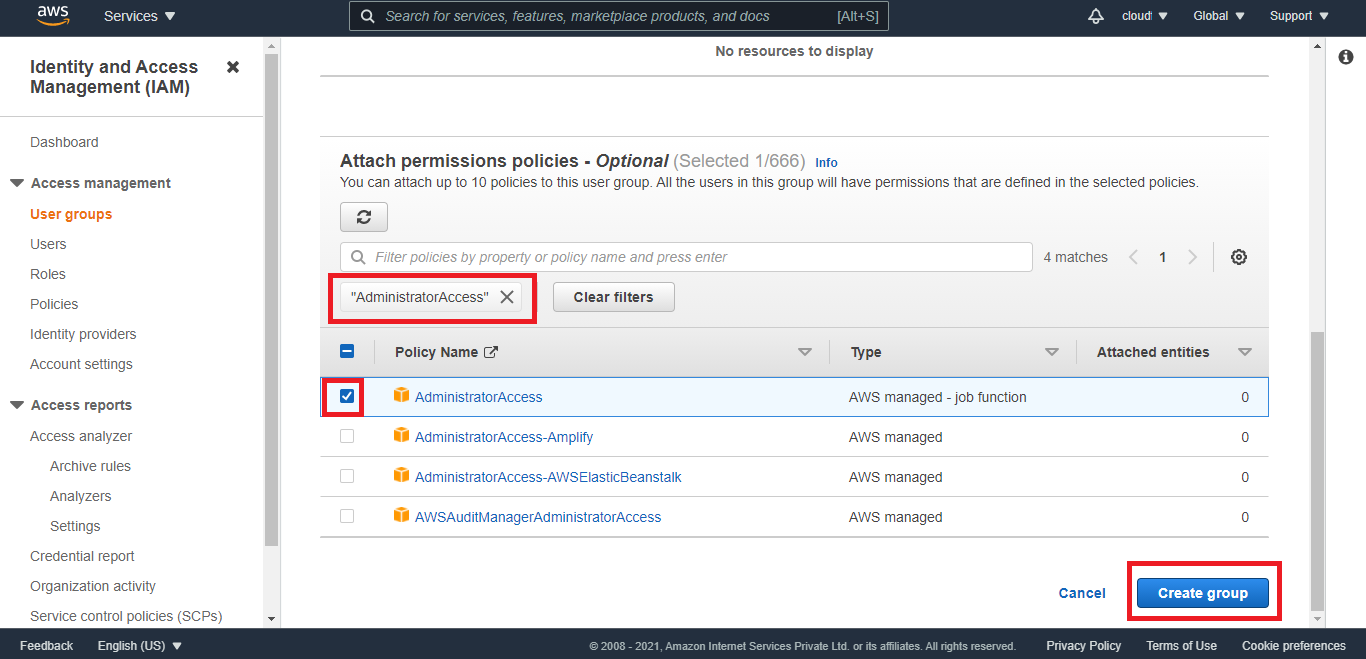 aws
Services
Search for services, features, marketplace products, and docs [Alt+S]
cloud
Global
Support
Identity and Access
Management (IAM)
Dashboard
Access management
User groups
Users
Roles
Policies
Identity providers
Account settings
Access reports
Access analyzer
Archive rules
Analyzers
Settings
Credential report
Organization activity
Service control policies (SCPs)
No resources to display
Attach permissions policies - Optional (Selected 1/666) Info
You can attach up to 10 policies to this user group. All the users in this group will have permissions that are defined in the selected policies.
Filter policies by property or policy name and press enter
4 matches 1
"AdministratorAccess"
Clear filters
Policy Name Type Attached entities
AdministratorAccess AWS managed - job function 0
AdministratorAccess-Amplify AWS managed 0
AdministratorAccess-AWSElasticBeanstalk AWS managed 0
AWSAuditManagerAdministratorAccess AWS managed 0
Cancel Create group
Feedback English (US) © 2008 - 2021, Amazon Internet Services Private Ltd. or its affiliates. All rights reserved. Privacy Policy Terms of Use Cookie preferences